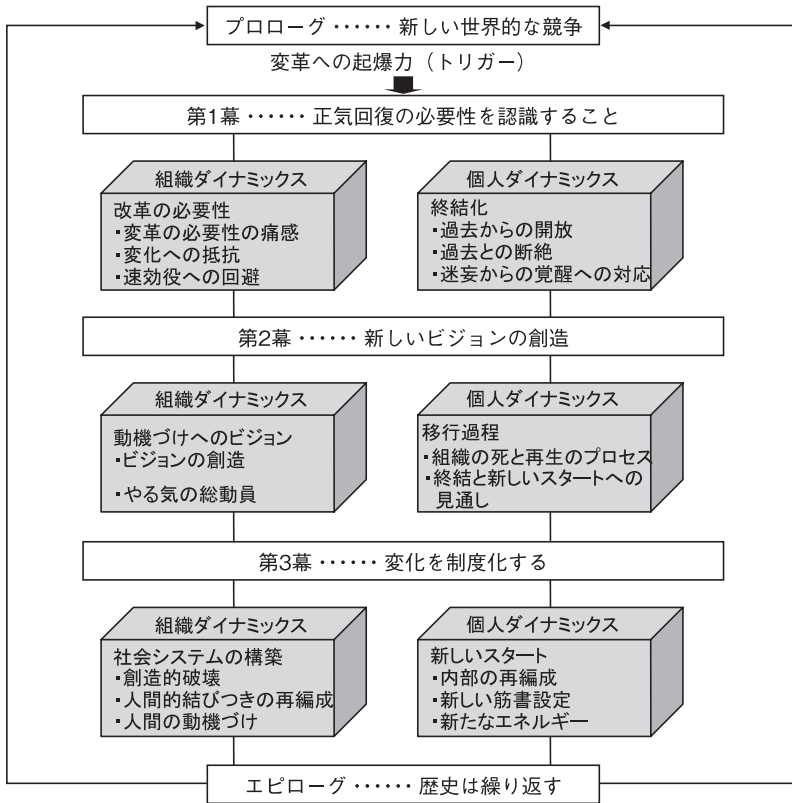 プロローグ ‥‥‥ 新しい世界的な競争
変革への起爆力（トリガー）
第1幕 ‥‥‥ 正気回復の必要性を認識すること
組織ダイナミックス
改革の必要性
・変革の必要性の痛感
・変化への抵抗
・速効役への回避
個人ダイナミックス
終結化
・過去からの開放
・過去との断絶
・迷妄からの覚醒への対応
第2幕 ‥‥‥ 新しいビジョンの創造
組織ダイナミックス
動機づけへのビジョン
・ビジョンの創造
・やる気の総動員
個人ダイナミックス
移行過程
・組織の死と再生のプロセス
・終結と新しいスタートへの
見通し
第3幕 ‥‥‥ 変化を制度化する
組織ダイナミックス
社会システムの構築
・創造的破壊
・人間的結びつきの再編成
・人間の動機づけ
個人ダイナミックス
新しいスタート
・内部の再編成
・新しい筋書設定
・新たなエネルギー
エピローグ ‥‥‥ 歴史は繰り返す